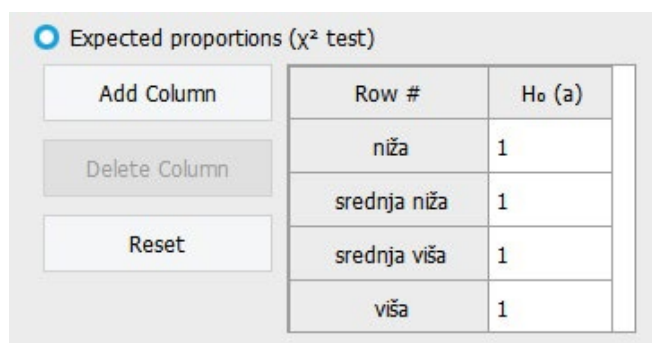 Expected proportions (χ² test)
Add Column
Delete Column
Reset
Row # H₀ (a)
niža 1
srednja niža 1
srednja viša 1
viša 1